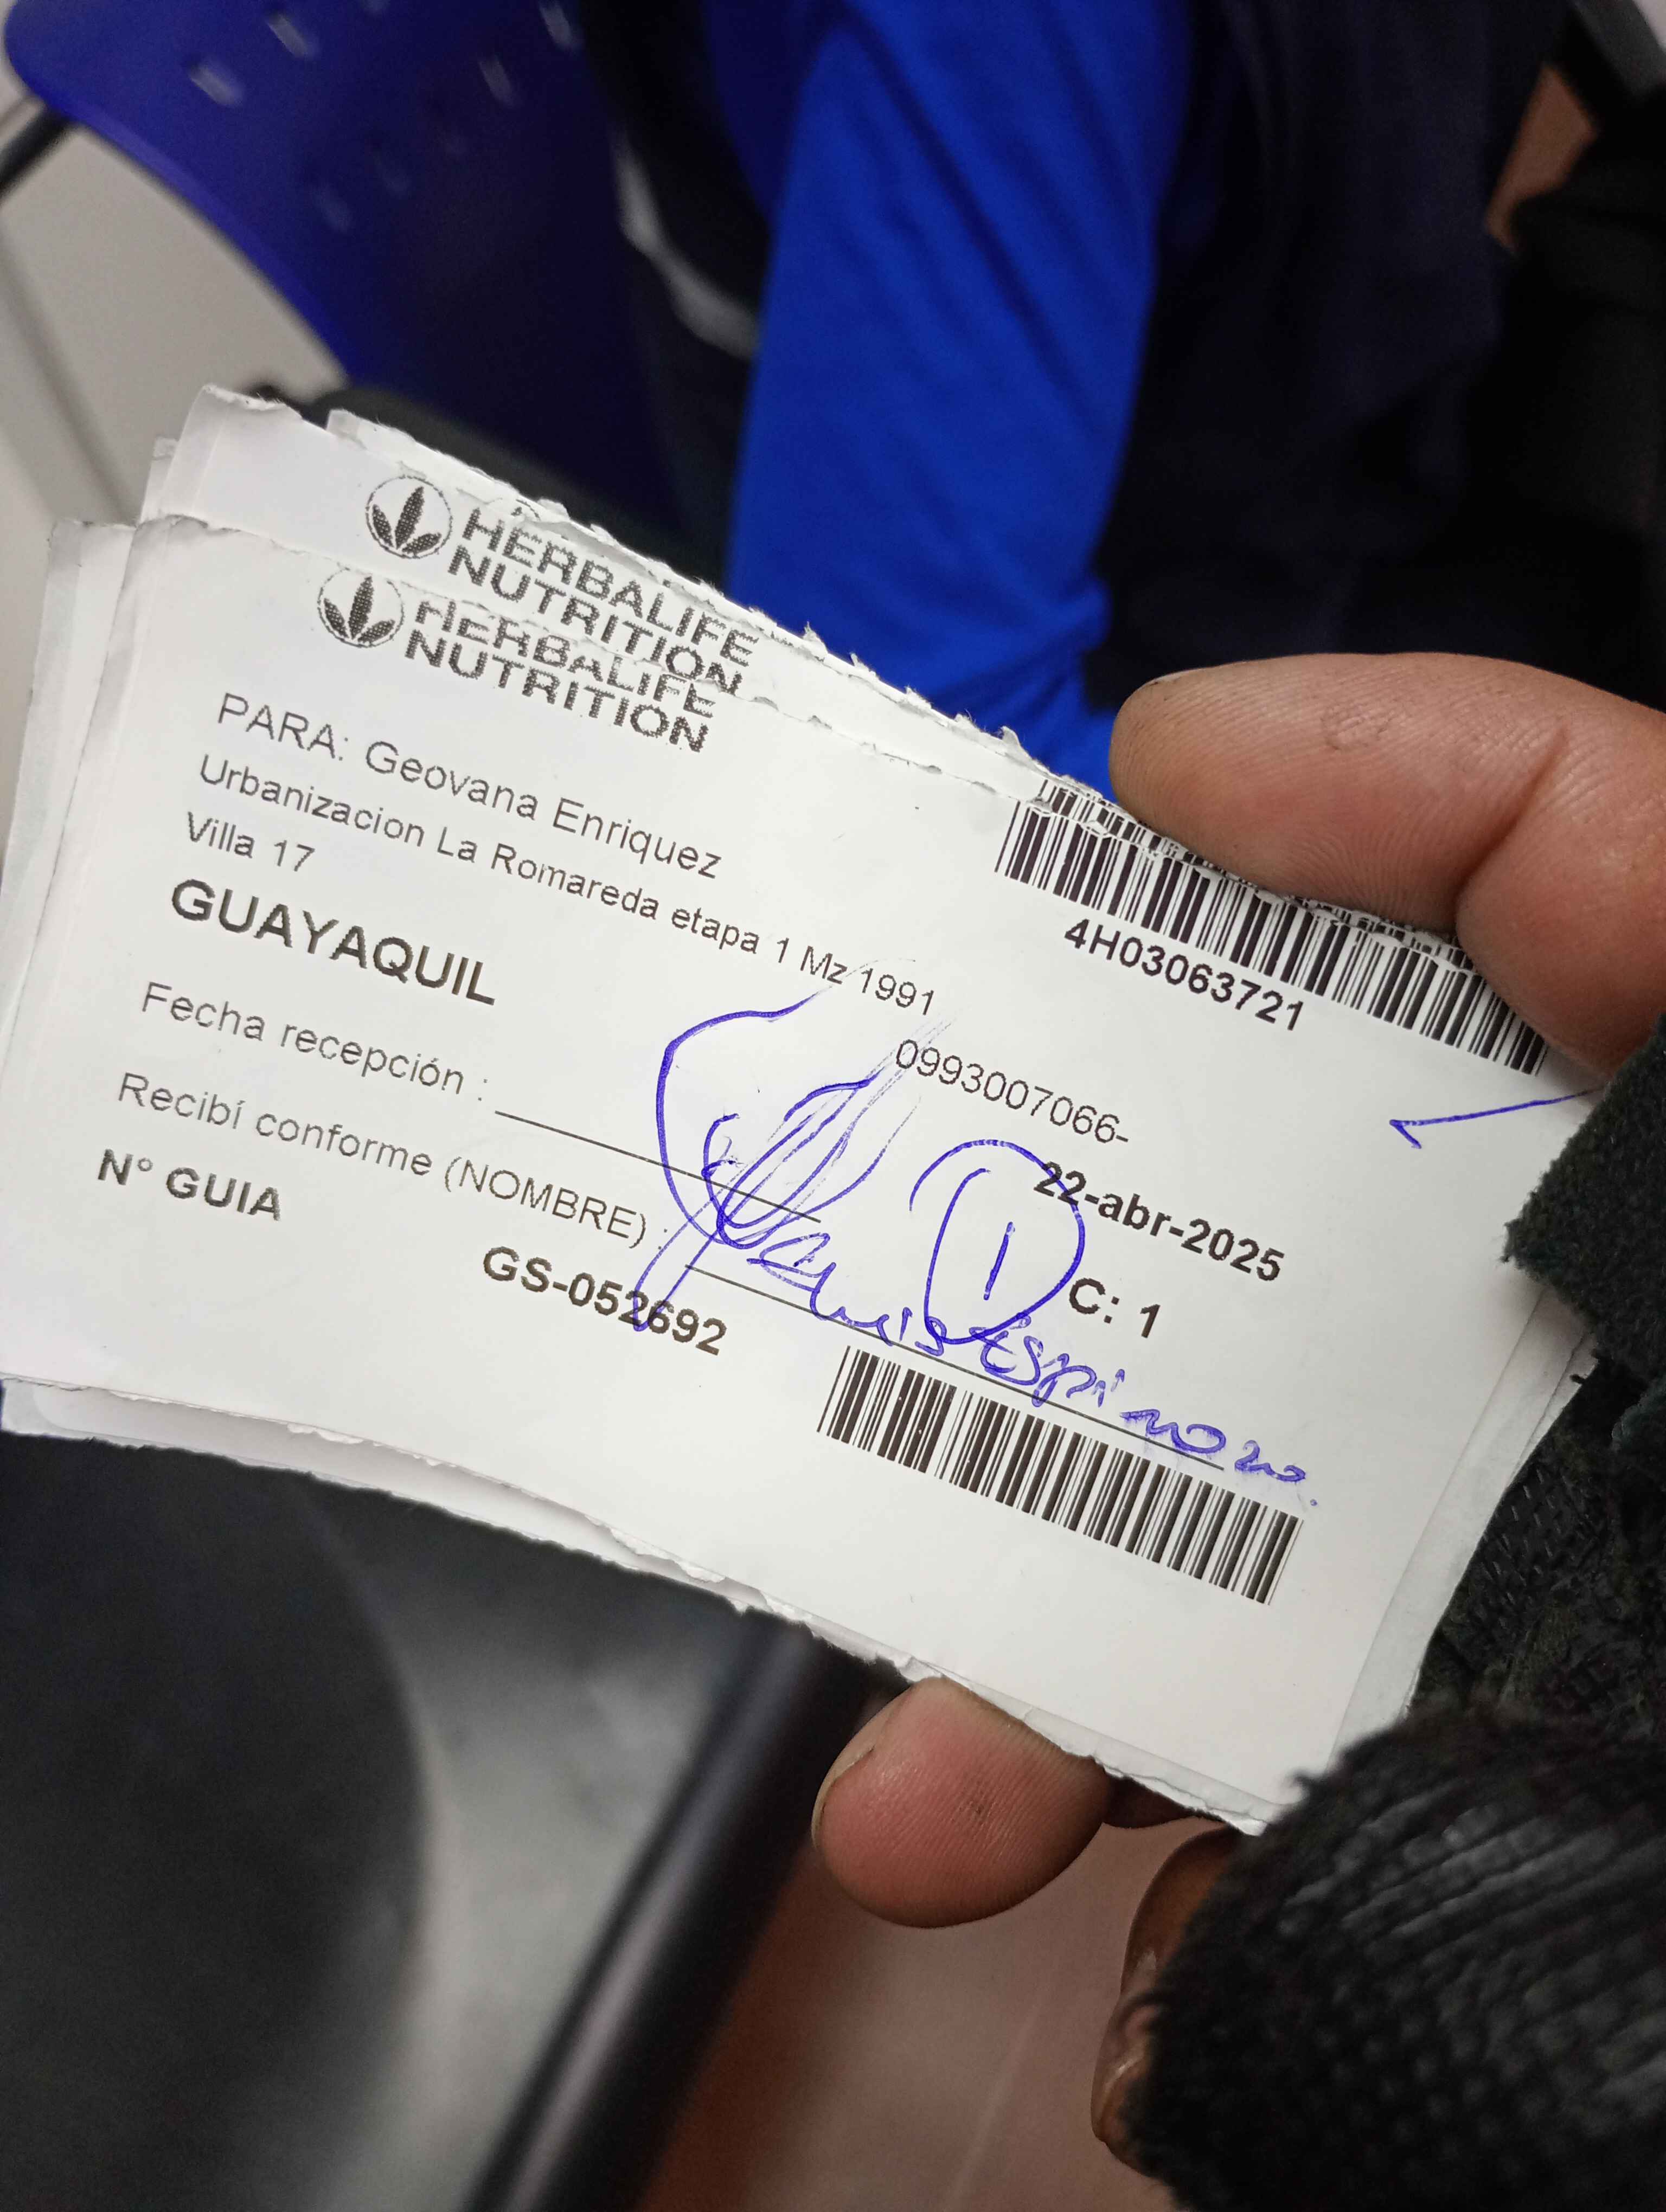 HERBALIFE
NUTRITION
HERBALIFE
NUTRITION
PARA: Geovana Enriquez
Urbanizacion La Romareda etapa 1 Mz 1991
Villa 17
GUAYAQUIL
4H03063721
0993007066-
Fecha recepción :
22-abr-2025
Recibí conforme (NOMBRE) :
1
C: 1
N° GUIA
GS-052692